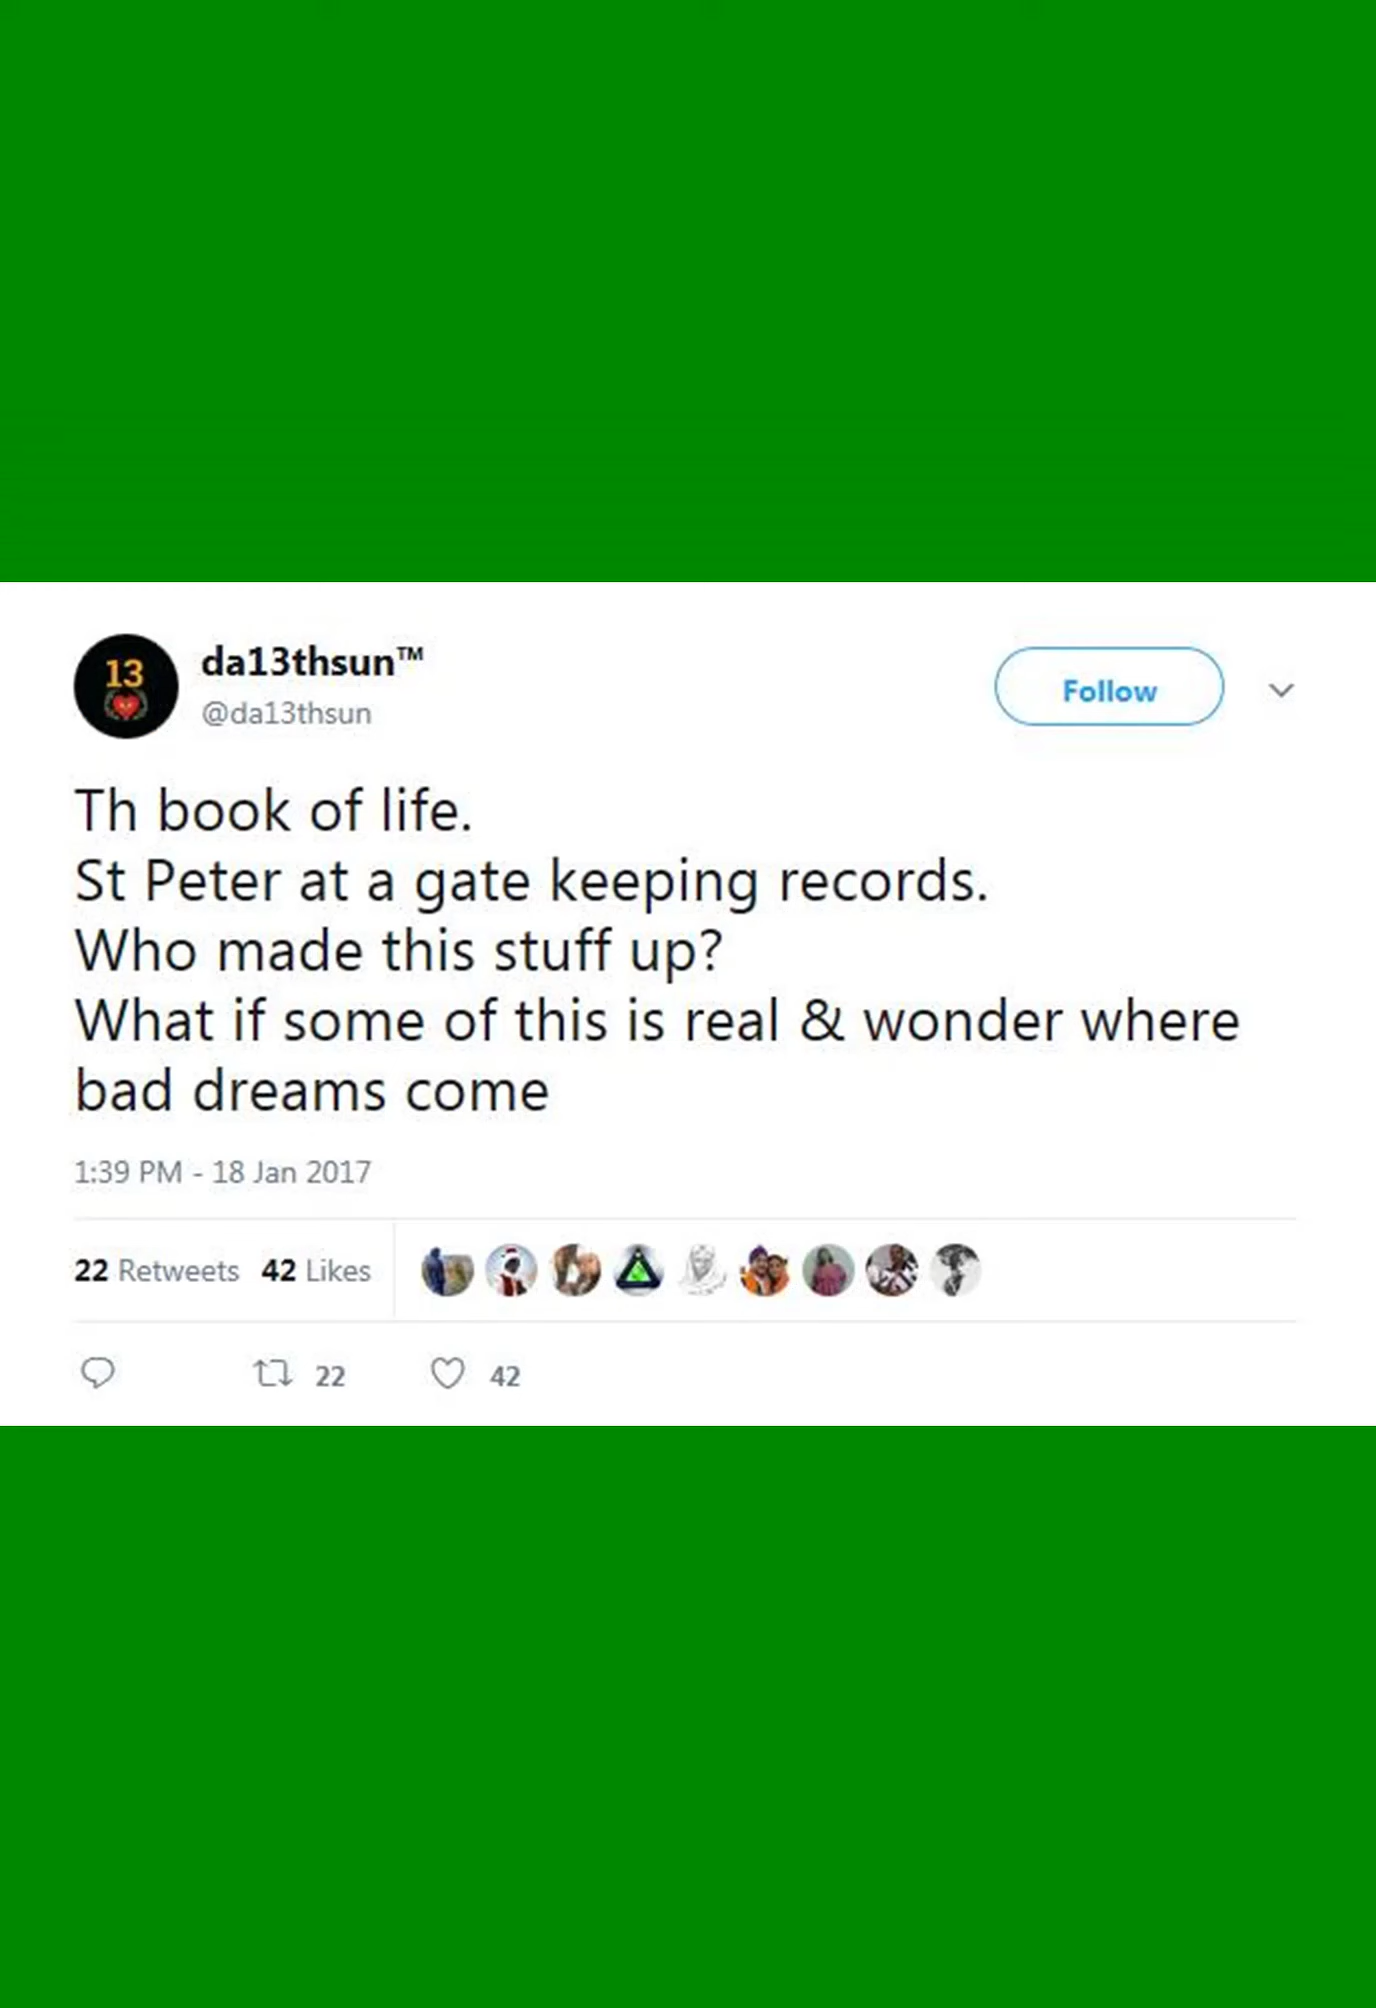 13
da13thsun™
@da13thsun
Follow
Th book of life.
St Peter at a gate keeping records.
Who made this stuff up?
What if some of this is real & wonder where
bad dreams come
1:39 PM - 18 Jan 2017
22 Retweets 42 Likes
22 42